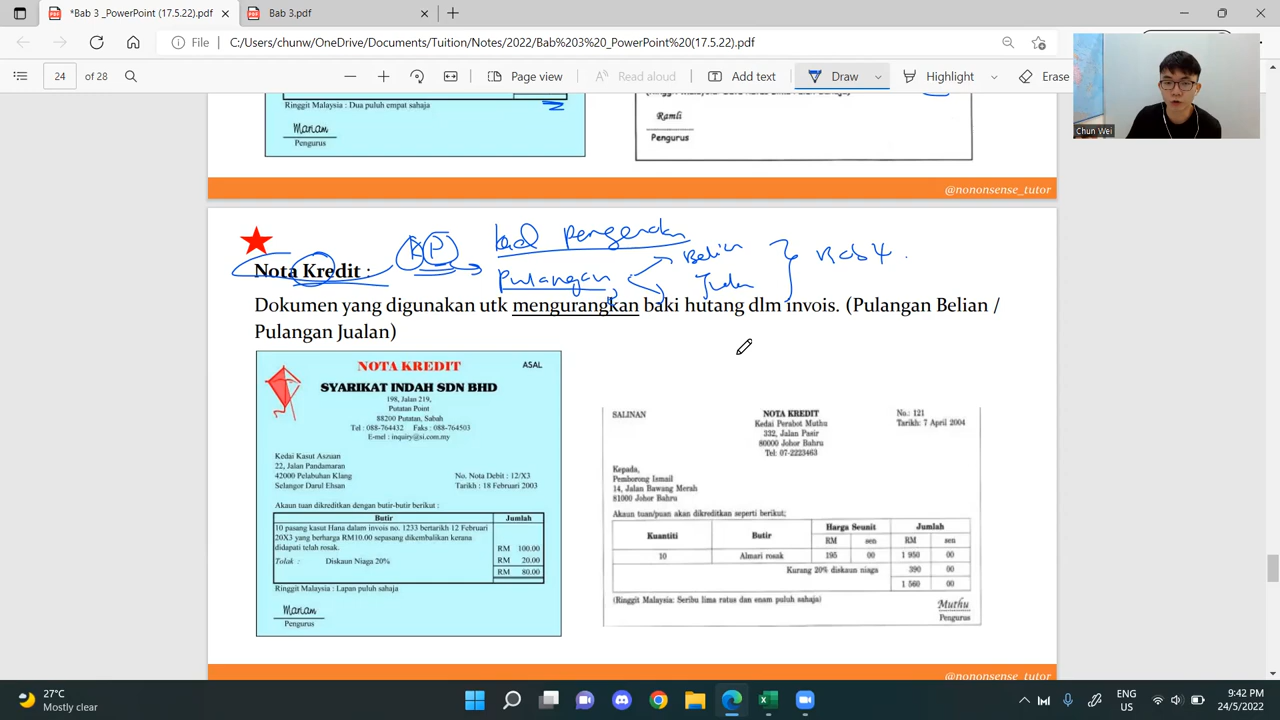 *Bab 3 _PowerPoint (17.5.22).pdf
Bab 3.pdf
File
C:/Users/chunw/OneDrive/Documents/Tuition/Notes/2022/Bab%203%20_PowerPoint%20(17.5.22).pdf
24 of 28
Page view
Read aloud
Add text
Draw
Highlight
Erase
Chun Wei
Ringgit Malaysia : Dua puluh empat sahaja
Mariam
Pengurus
Ramli
Pengurus
@nononsense_tutor
Pulangan
Belian
Bab 4
Nota Kredit :
Dokumen yang digunakan utk mengurangkan baki hutang dlm invois. (Pulangan Belian /
Pulangan Jualan)
NOTA KREDIT
ASAL
SYARIKAT INDAH SDN BHD
198, Jalan 219,
Putatan Point
88200 Putatan, Sabah
Tel : 088-764432 Faks : 088-764503
E-mel : inquiry@si.com.my
Kedai Kasut Aszuan
22, Jalan Pandamaran
42000 Pelabuhan Klang
Selangor Darul Ehsan
No. Nota Debit : 12/X3
Tarikh : 18 Februari 2003
Akaun tuan dikreditkan dengan butir-butir berikut :
Butir Jumlah
10 pasang kasut Hana dalam invois no. 1233 bertarikh 12 Februari
20X3 yang berharga RM10.00 sepasang dikembalikan kerana
didapati telah rosak. RM 100.00
Tolak : Diskaun Niaga 20% RM 20.00
RM 80.00
Ringgit Malaysia : Lapan puluh sahaja
Mariam
Pengurus
SALINAN
NOTA KREDIT
Kedai Perabot Muthu
332, Jalan Pasir
80000 Johor Bahru
Tel: 07-2223463
No.: 121
Tarikh: 7 April 2004
Kepada,
Pemborong Ismail
14, Jalan Bawang Merah
81000 Johor Bahru
Akaun tuan/puan akan dikreditkan seperti berikut;
Kuantiti Butir Harga Seunit Jumlah
RM sen RM sen
10 Almari rosak 195 00 1 950 00
Kurang 20% diskaun niaga 390 00
1 560 00
(Ringgit Malaysia: Seribu lima ratus dan enam puluh sahaja)
Muthu
Pengurus
@nononsense_tutor
27°C
Mostly clear
ENG
US
9:42 PM
24/5/2022